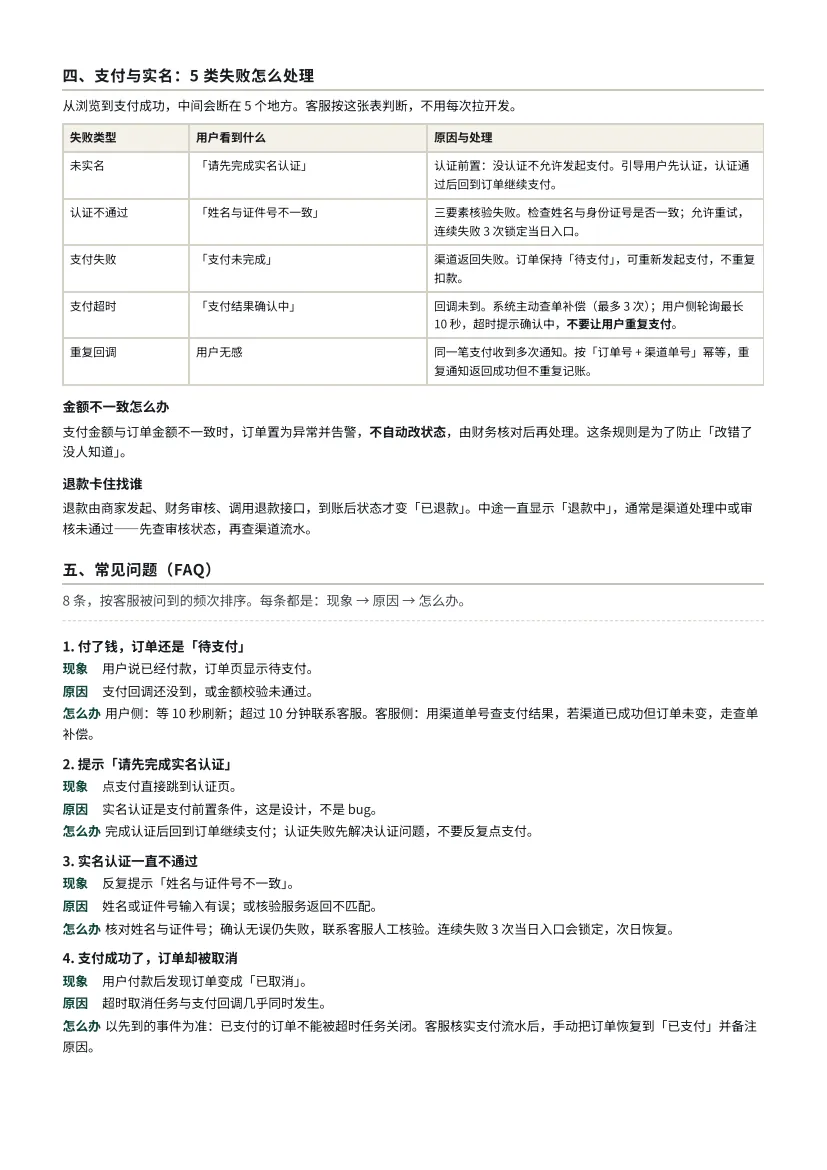 四、支付与实名：5 类失败怎么处理
从浏览到支付成功，中间会断在 5 个地方。客服按这张表判断，不用每次拉开发。
失败类型 用户看到什么 原因与处理
未实名 「请先完成实名认证」 认证前置：没认证不允许发起支付。引导用户先认证，认证通
过后回到订单继续支付。
认证不通过 「姓名与证件号不一致」 三要素核验失败。检查姓名与身份证号是否一致；允许重试，
连续失败 3 次锁定当日入口。
支付失败 「支付未完成」 渠道返回失败。订单保持「待支付」，可重新发起支付，不重复
扣款。
支付超时 「支付结果确认中」 回调未到。系统主动查单补偿（最多 3 次）；用户侧轮询最长
10 秒，超时提示确认中，不要让用户重复支付。
重复回调 用户无感 同一笔支付收到多次通知。按「订单号 + 渠道单号」幂等，重
复通知返回成功但不重复记账。
金额不一致怎么办
支付金额与订单金额不一致时，订单置为异常并告警，不自动改状态，由财务核对后再处理。这条规则是为了防止「改错了
没人知道」。
退款卡住找谁
退款由商家发起、财务审核、调用退款接口，到账后状态才变「已退款」。中途一直显示「退款中」，通常是渠道处理中或审
核未通过——先查审核状态，再查渠道流水。
五、常见问题（FAQ）
8 条，按客服被问到的频次排序。每条都是：现象 → 原因 → 怎么办。
1. 付了钱，订单还是「待支付」
现象 用户说已经付款，订单页显示待支付。
原因 支付回调还没到，或金额校验未通过。
怎么办 用户侧：等 10 秒刷新；超过 10 分钟联系客服。客服侧：用渠道单号查支付结果，若渠道已成功但订单未变，走查单
补偿。
2. 提示「请先完成实名认证」
现象 点支付直接跳到认证页。
原因 实名认证是支付前置条件，这是设计，不是 bug。
怎么办 完成认证后回到订单继续支付；认证失败先解决认证问题，不要反复点支付。
3. 实名认证一直不通过
现象 反复提示「姓名与证件号不一致」。
原因 姓名或证件号输入有误；或核验服务返回不匹配。
怎么办 核对姓名与证件号；确认无误仍失败，联系客服人工核验。连续失败 3 次当日入口会锁定，次日恢复。
4. 支付成功了，订单却被取消
现象 用户付款后发现订单变成「已取消」。
原因 超时取消任务与支付回调几乎同时发生。
怎么办 以先到的事件为准：已支付的订单不能被超时任务关闭。客服核实支付流水后，手动把订单恢复到「已支付」并备注
原因。